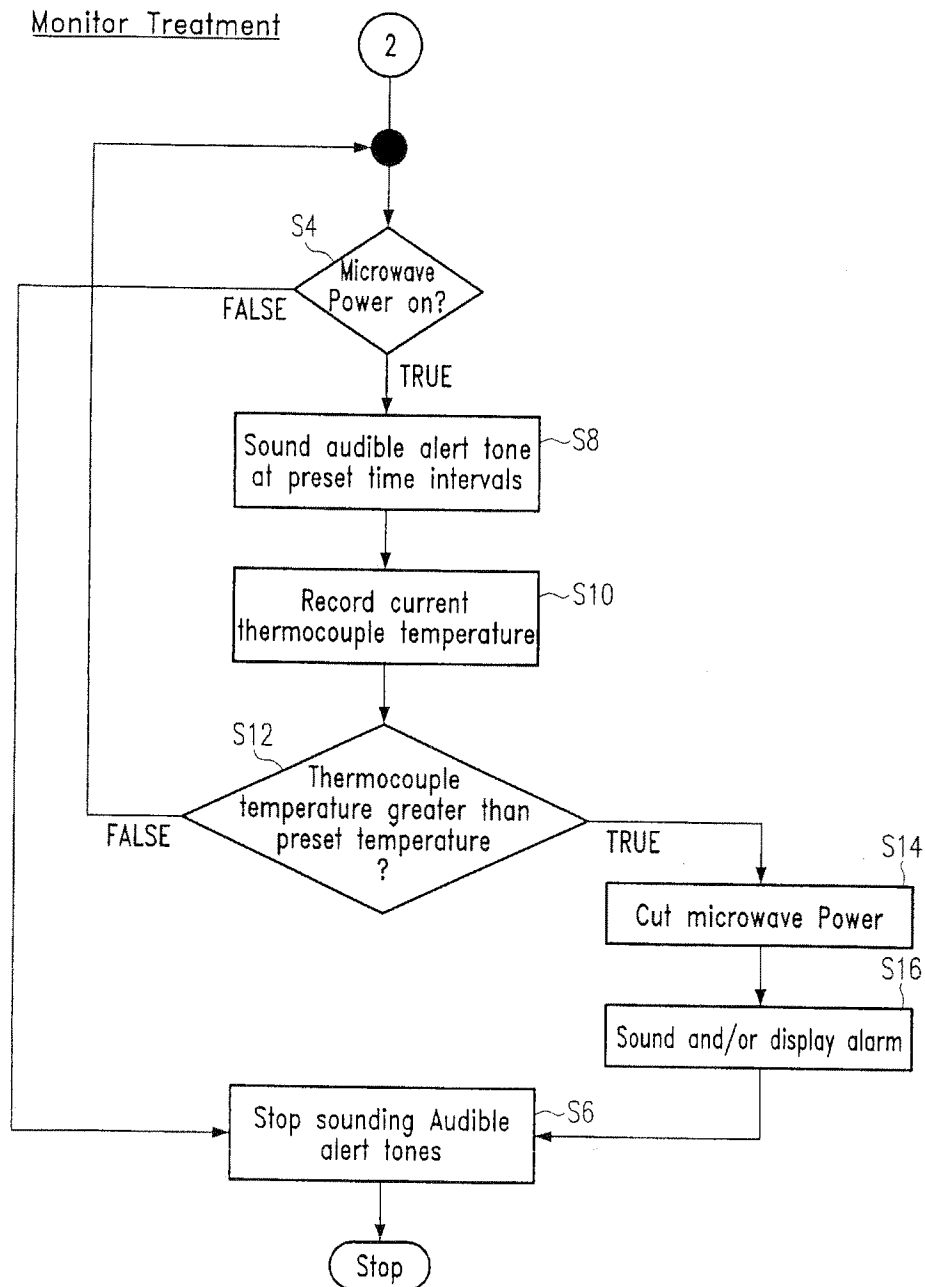 Monitor Treatment
2
S4
Microwave
Power on?
FALSE
TRUE
Sound audible alert tone
at preset time intervals
S8
Record current
thermocouple temperature
S10
S12
Thermocouple
temperature greater than
preset temperature
?
FALSE
TRUE
S14
Cut microwave Power
S16
Sound and/or display alarm
Stop sounding Audible
alert tones
S6
Stop